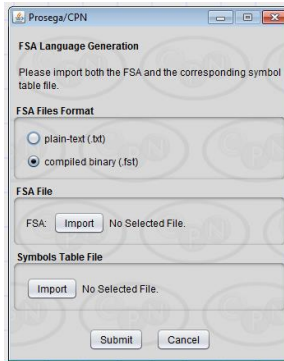 Prosega/CPN
FSA Language Generation
Please import both the FSA and the corresponding symbol
table file.
FSA Files Format
plain-text (.txt)
compiled binary (.fst)
FSA File
FSA: Import No Selected File.
Symbols Table File
Import No Selected File.
Submit Cancel